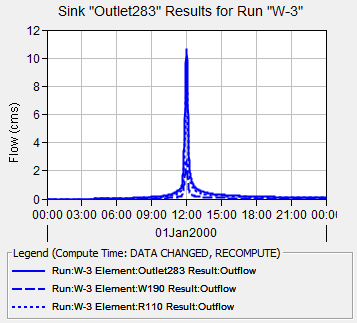 Sink "Outlet283" Results for Run "W-3"
12
10
8
6
4
2
0
Flow (cms)
00:00 03:00 06:00 09:00 12:00 15:00 18:00 21:00 00:0
01Jan2000
Legend (Compute Time: DATA CHANGED, RECOMPUTE)
Run:W-3 Element:Outlet283 Result:Outflow
Run:W-3 Element:W190 Result:Outflow
Run:W-3 Element:R110 Result:Outflow